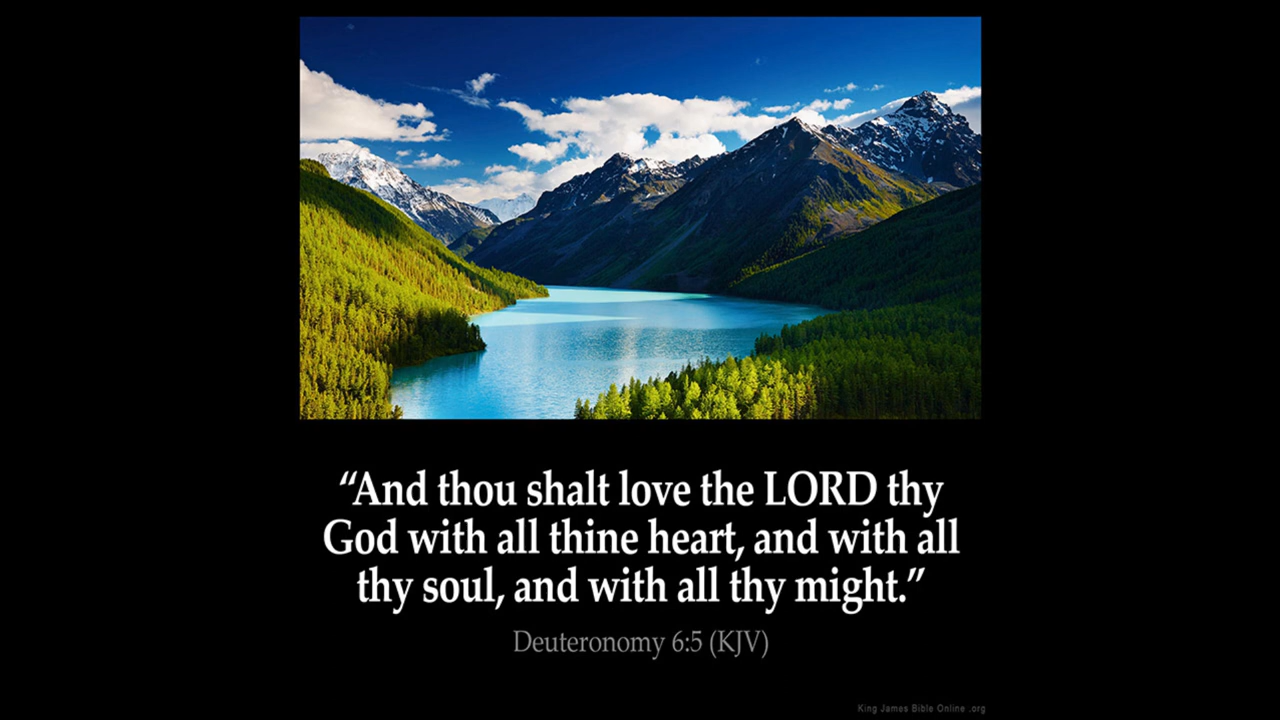 “And thou shalt love the LORD thy
God with all thine heart, and with all
thy soul, and with all thy might.”
Deuteronomy 6:5 (KJV)
King James Bible Online .org